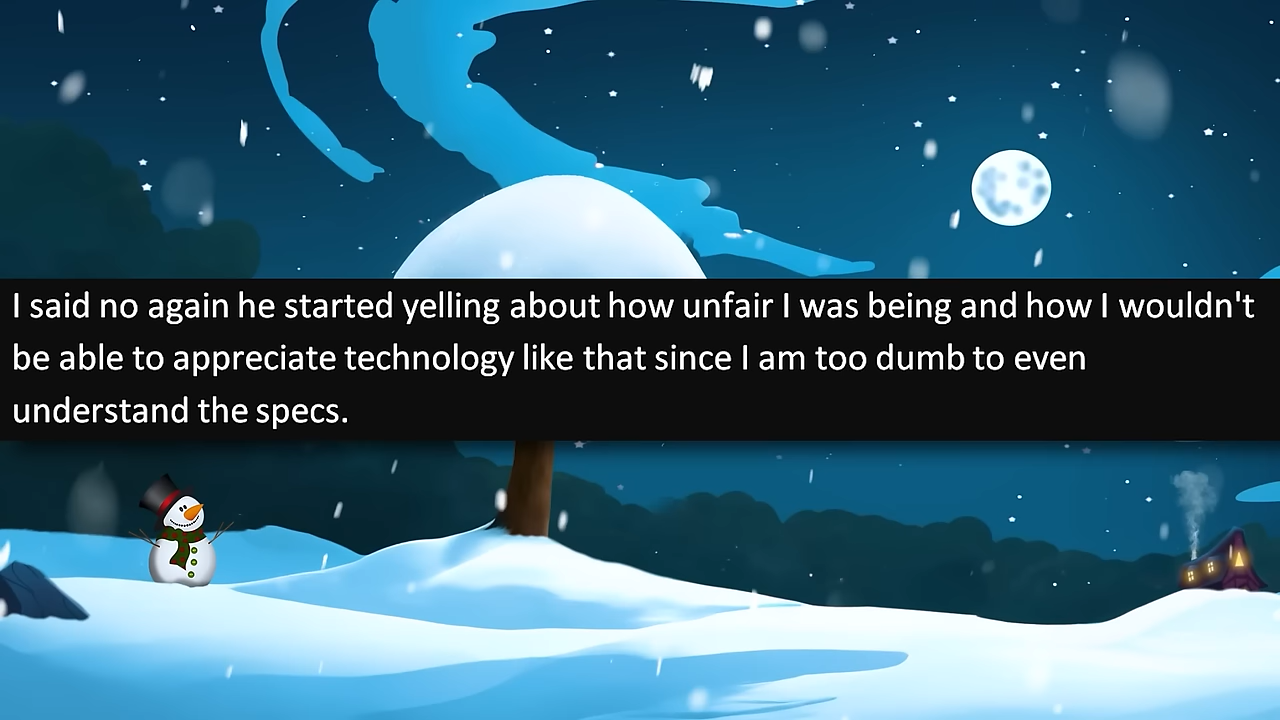 I said no again he started yelling about how unfair I was being and how I wouldn't
be able to appreciate technology like that since I am too dumb to even
understand the specs.